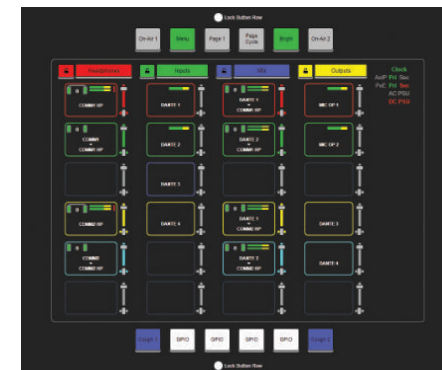 Lock Button Row
On-Air 1
Menu
Page 1
Page Cycle
Bright
On-Air 2
Headphones
Inputs
Mix
Outputs
Clock
AoIP Pri Sec
PoE Pri Sec
AC PSU
DC PSU
COMM1 HP
DANTE 1
DANTE 1
COMM1 HP
MIC OP 1
COMM1
COMM1 HP
DANTE 2
DANTE 2
COMM1 HP
MIC OP 2
DANTE 3
COMM2 HP
DANTE 4
DANTE 1
COMM2 HP
DANTE 3
COMM2
COMM2 HP
DANTE 2
COMM2 HP
DANTE 4
Cough 1
GPIO
GPIO
GPIO
GPIO
Cough 2
Lock Button Row